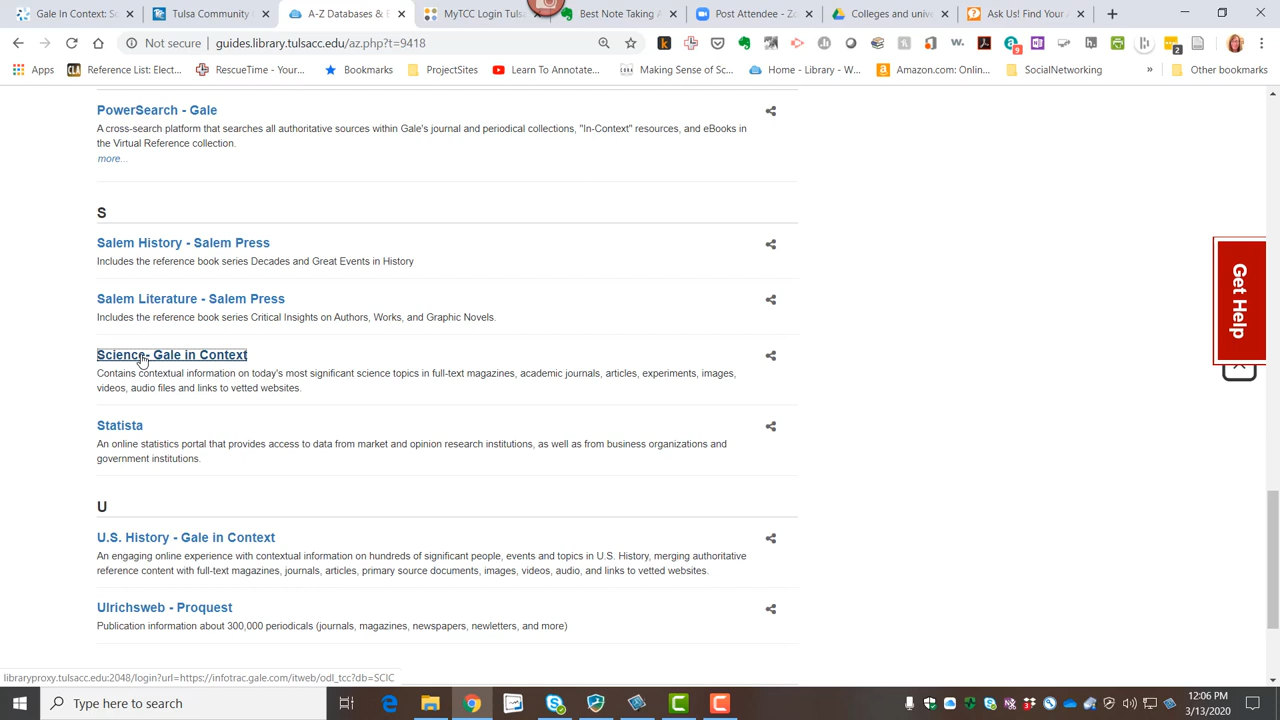 Gale In Context: Sc
Tulsa Community C
A-Z Databases & E
MyTCC Login Tulsa
Best Note Taking A
Post Attendee - Zo
Colleges and unive
Ask Us! Find Your A
Not secure
guides.library.tulsacc.edu/az.php?t=9418
9
2
Apps
Reference List: Elect...
RescueTime - Your...
Bookmarks
ProjectSites
Learn To Annotate...
Making Sense of Sc...
Home - Library - W...
Amazon.com: Onlin...
SocialNetworking
»
Other bookmarks
PowerSearch - Gale
A cross-search platform that searches all authoritative sources within Gale's journal and periodical collections, "In-Context" resources, and eBooks in
the Virtual Reference collection.
more...
S
Salem History - Salem Press
Includes the reference book series Decades and Great Events in History
Salem Literature - Salem Press
Includes the reference book series Critical Insights on Authors, Works, and Graphic Novels.
Science- Gale in Context
Contains contextual information on today's most significant science topics in full-text magazines, academic journals, articles, experiments, images,
videos, audio files and links to vetted websites.
Statista
An online statistics portal that provides access to data from market and opinion research institutions, as well as from business organizations and
government institutions.
U
U.S. History - Gale in Context
An engaging online experience with contextual information on hundreds of significant people, events and topics in U.S. History, merging authoritative
reference content with full-text magazines, journals, articles, primary source documents, images, videos, audio, and links to vetted websites.
Ulrichsweb - Proquest
Publication information about 300,000 periodicals (journals, magazines, newspapers, newletters, and more)
Get Help
libraryproxy.tulsacc.edu:2048/login?url=https://infotrac.gale.com/itweb/odl_tcc?db=SCIC
Type here to search
12:06 PM
3/13/2020